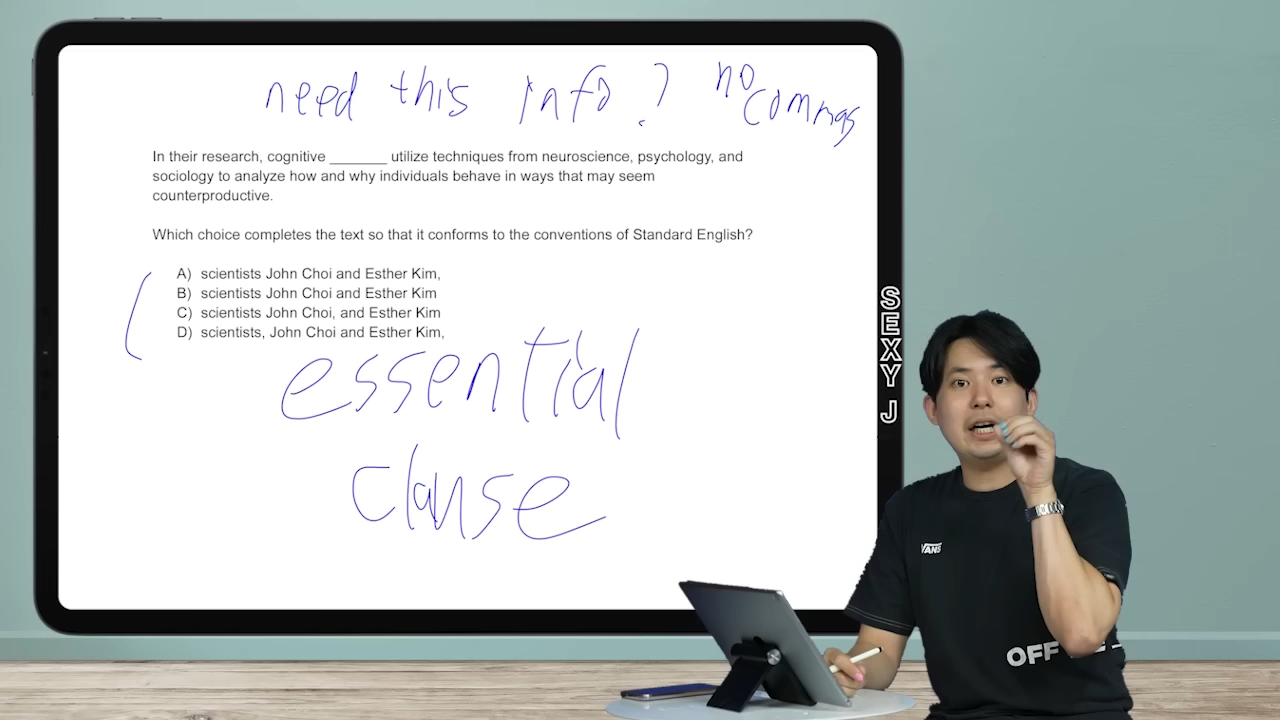 need this info? no commas
In their research, cognitive _______ utilize techniques from neuroscience, psychology, and
sociology to analyze how and why individuals behave in ways that may seem
counterproductive.
Which choice completes the text so that it conforms to the conventions of Standard English?
A) scientists John Choi and Esther Kim,
B) scientists John Choi and Esther Kim
C) scientists John Choi, and Esther Kim
D) scientists, John Choi and Esther Kim,
essential
clause
SEXY J
VANS
OFF